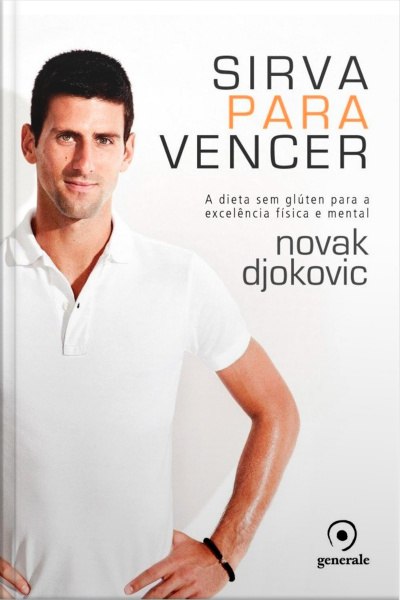 SIRVA
PARA
VENCER
A dieta sem glúten para a
excelência física e mental
novak
djokovic
generale